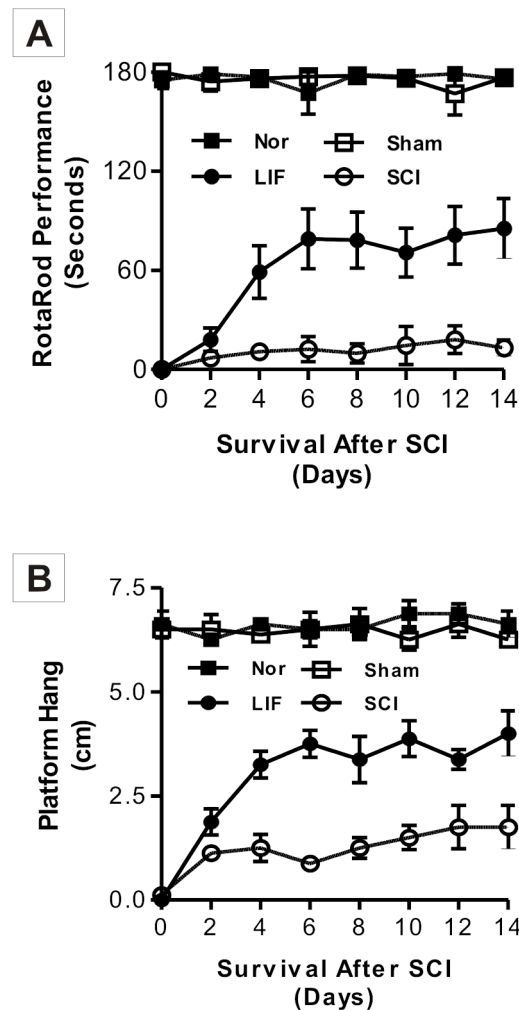 A
RotaRod Performance
(Seconds)
180
120
60
0
Nor
Sham
LIF
SCI
0 2 4 6 8 10 12 14
Survival After SCI
(Days)
B
Platform Hang
(cm)
7.5
5.0
2.5
0.0
Nor
Sham
LIF
SCI
0 2 4 6 8 10 12 14
Survival After SCI
(Days)